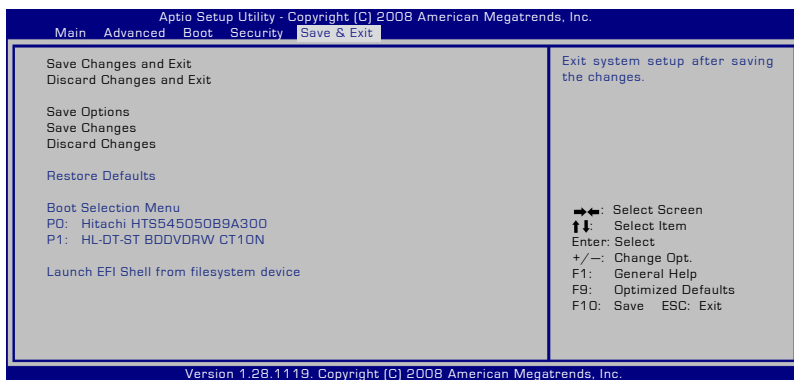 Aptio Setup Utility - Copyright (C) 2008 American Megatrends, Inc.
Main Advanced Boot Security Save & Exit
Save Changes and Exit
Discard Changes and Exit
Save Options
Save Changes
Discard Changes
Restore Defaults
Boot Selection Menu
P0: Hitachi HTS545050B9A300
P1: HL-DT-ST BDDVDRW CT10N
Launch EFI Shell from filesystem device
Exit system setup after saving
the changes.
→←: Select Screen
↑↓: Select Item
Enter: Select
+/—: Change Opt.
F1: General Help
F9: Optimized Defaults
F10: Save ESC: Exit
Version 1.28.1119. Copyright (C) 2008 American Megatrends, Inc.